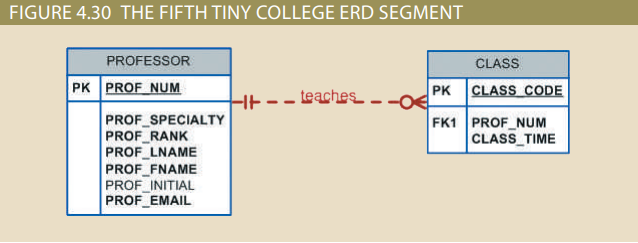 FIGURE 4.30 THE FIFTH TINY COLLEGE ERD SEGMENT
PROFESSOR
PK PROF_NUM
PROF_SPECIALTY
PROF_RANK
PROF_LNAME
PROF_FNAME
PROF_INITIAL
PROF_EMAIL
teaches
CLASS
PK CLASS_CODE
FK1 PROF_NUM
CLASS_TIME